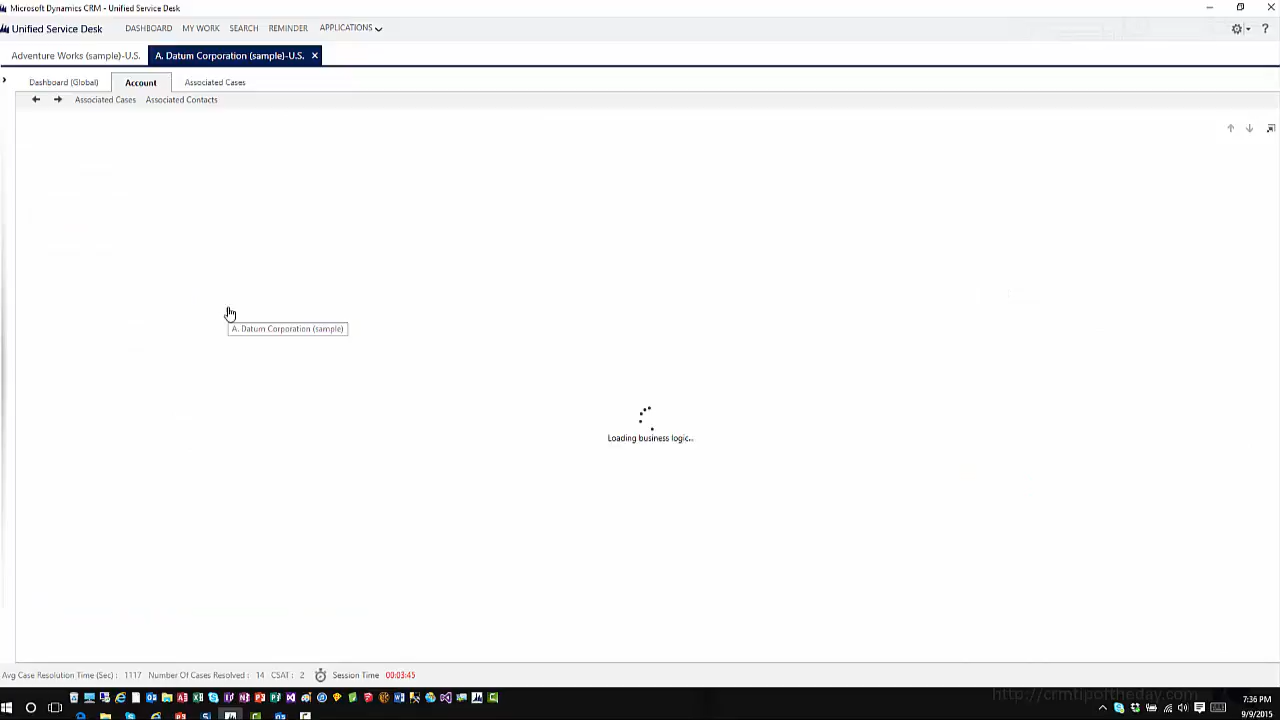 Microsoft Dynamics CRM - Unified Service Desk
Unified Service Desk DASHBOARD MY WORK SEARCH REMINDER APPLICATIONS
Adventure Works (sample)-U.S. A. Datum Corporation (sample)-U.S.
Dashboard (Global) Account Associated Cases
Associated Cases Associated Contacts
A. Datum Corporation (sample)
Loading business logic...
Avg Case Resolution Time (Sec) : 1117 Number Of Cases Resolved : 14 CSAT : 2 Session Time 00:03:45
http://crmtipoftheday.com
7:36 PM
9/9/2015